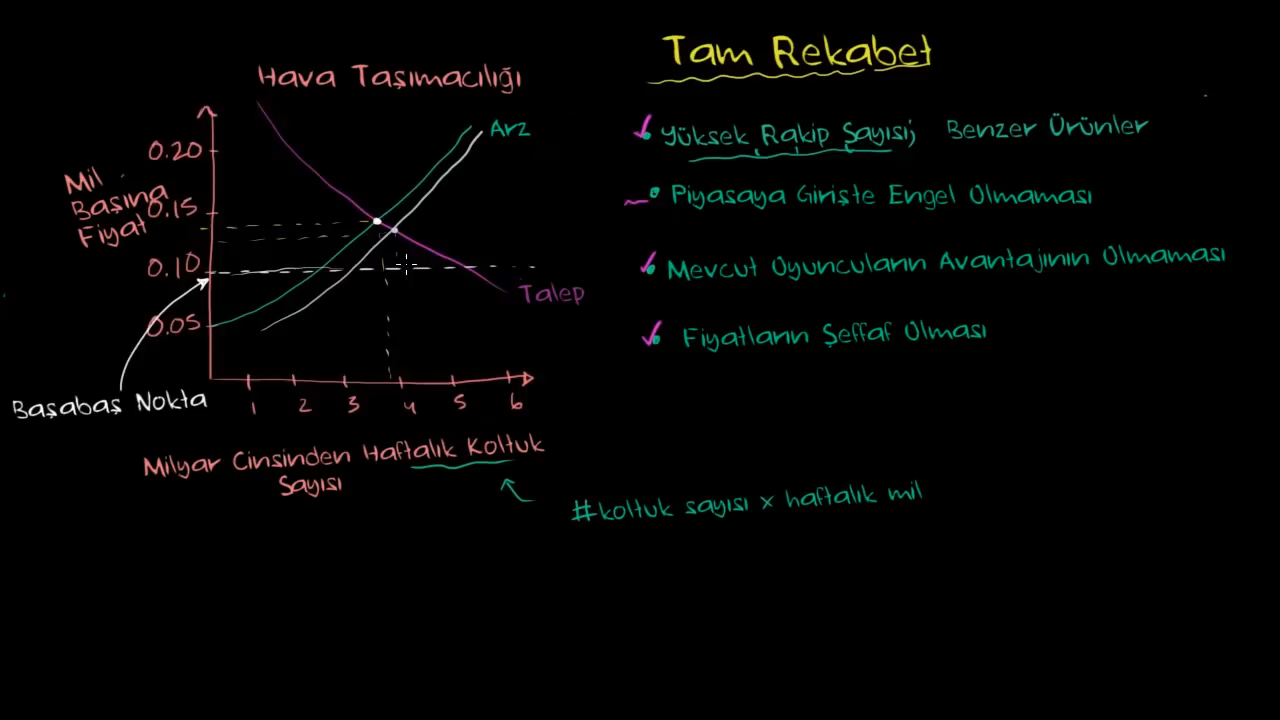 Tam Rekabet
Hava Taşımacılığı
Arz
Yüksek Rakip Sayısı; Benzer Ürünler
0.20
Mil
Başına
Fiyat
0.15
Piyasaya Girişte Engel Olmaması
0.10
Mevcut Oyuncuların Avantajının Olmaması
Talep
0.05
Fiyatların Şeffaf Olması
Başabaş Nokta
1 2 3 4 5 6
Milyar Cinsinden Haftalık Koltuk
Sayısı
#koltuk sayısı x haftalık mil